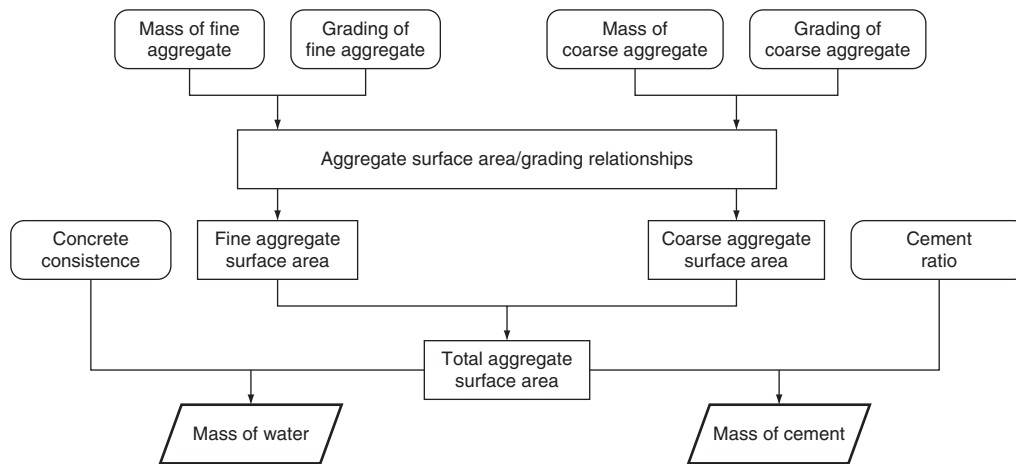 Mass of fine
aggregate
Grading of
fine aggregate
Mass of
coarse aggregate
Grading of
coarse aggregate
Aggregate surface area/grading relationships
Concrete
consistence
Fine aggregate
surface area
Coarse aggregate
surface area
Cement
ratio
Total aggregate
surface area
Mass of water
Mass of cement